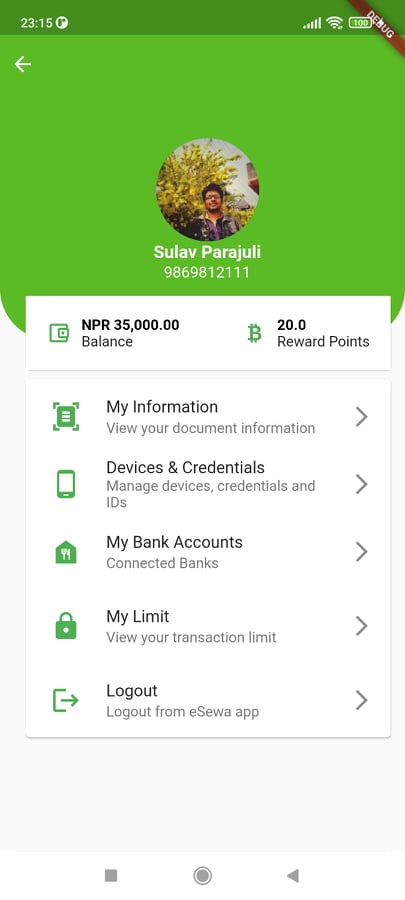 23:15
100
DEBUG
Sulav Parajuli
9869812111
NPR 35,000.00
Balance
20.0
Reward Points
My Information
View your document information
Devices & Credentials
Manage devices, credentials and
IDs
My Bank Accounts
Connected Banks
My Limit
View your transaction limit
Logout
Logout from eSewa app